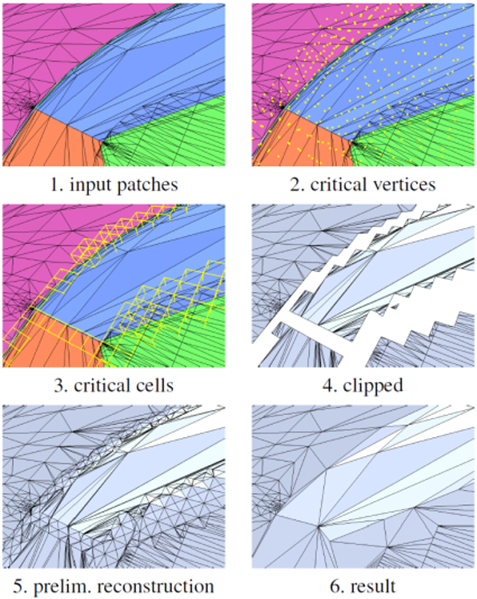 1. input patches
2. critical vertices
3. critical cells
4. clipped
5. prelim. reconstruction
6. result